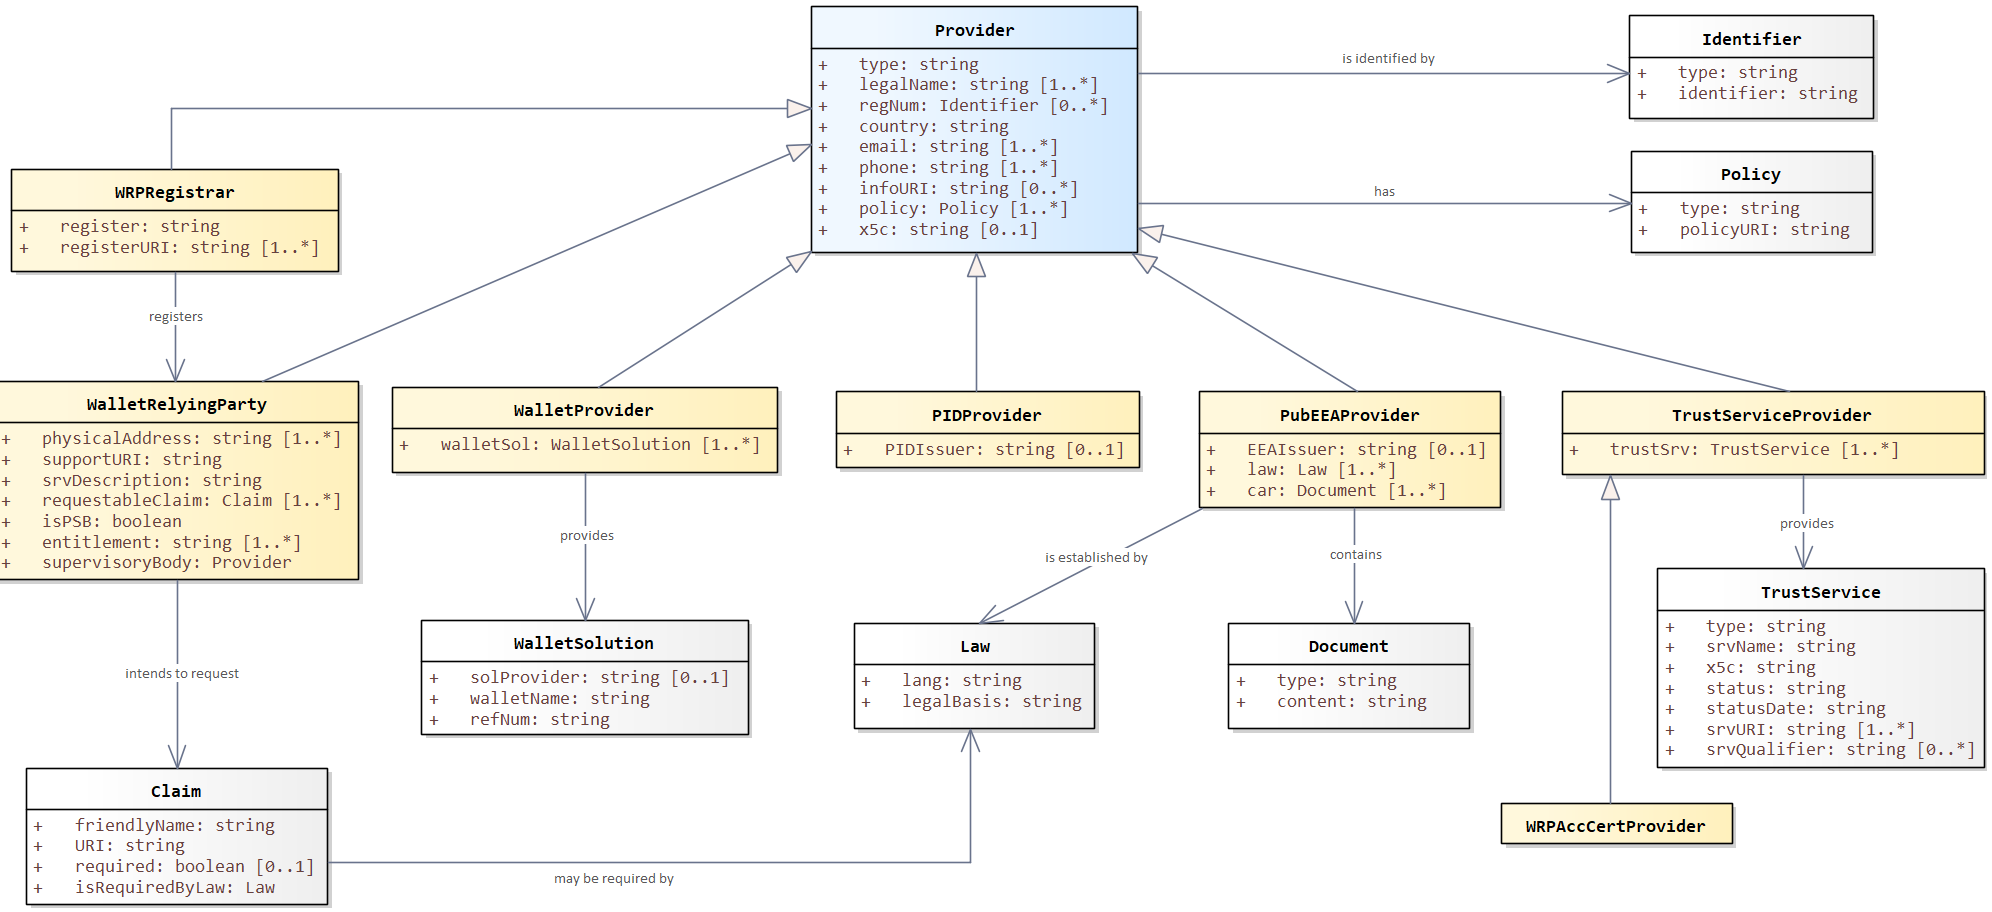 Provider
+ type: string
+ legalName: string [1..*]
+ regNum: Identifier [0..*]
+ country: string
+ email: string [1..*]
+ phone: string [1..*]
+ infoURI: string [0..*]
+ policy: Policy [1..*]
+ x5c: string [0..1]
is identified by
Identifier
+ type: string
+ identifier: string
has
Policy
+ type: string
+ policyURI: string
WRPRegistrar
+ register: string
+ registerURI: string [1..*]
registers
WalletRelyingParty
+ physicalAddress: string [1..*]
+ supportURI: string
+ srvDescription: string
+ requestableClaim: Claim [1..*]
+ isPSB: boolean
+ entitlement: string [1..*]
+ supervisoryBody: Provider
WalletProvider
+ walletSol: WalletSolution [1..*]
PIDProvider
+ PIDIssuer: string [0..1]
PubEEAProvider
+ EEAIssuer: string [0..1]
+ law: Law [1..*]
+ car: Document [1..*]
TrustServiceProvider
+ trustSrv: TrustService [1..*]
provides
is established by
contains
provides
WalletSolution
+ solProvider: string [0..1]
+ walletName: string
+ refNum: string
Law
+ lang: string
+ legalBasis: string
Document
+ type: string
+ content: string
TrustService
+ type: string
+ srvName: string
+ x5c: string
+ status: string
+ statusDate: string
+ srvURI: string [1..*]
+ srvQualifier: string [0..*]
intends to request
Claim
+ friendlyName: string
+ URI: string
+ required: boolean [0..1]
+ isRequiredByLaw: Law
may be required by
WRPAccCertProvider